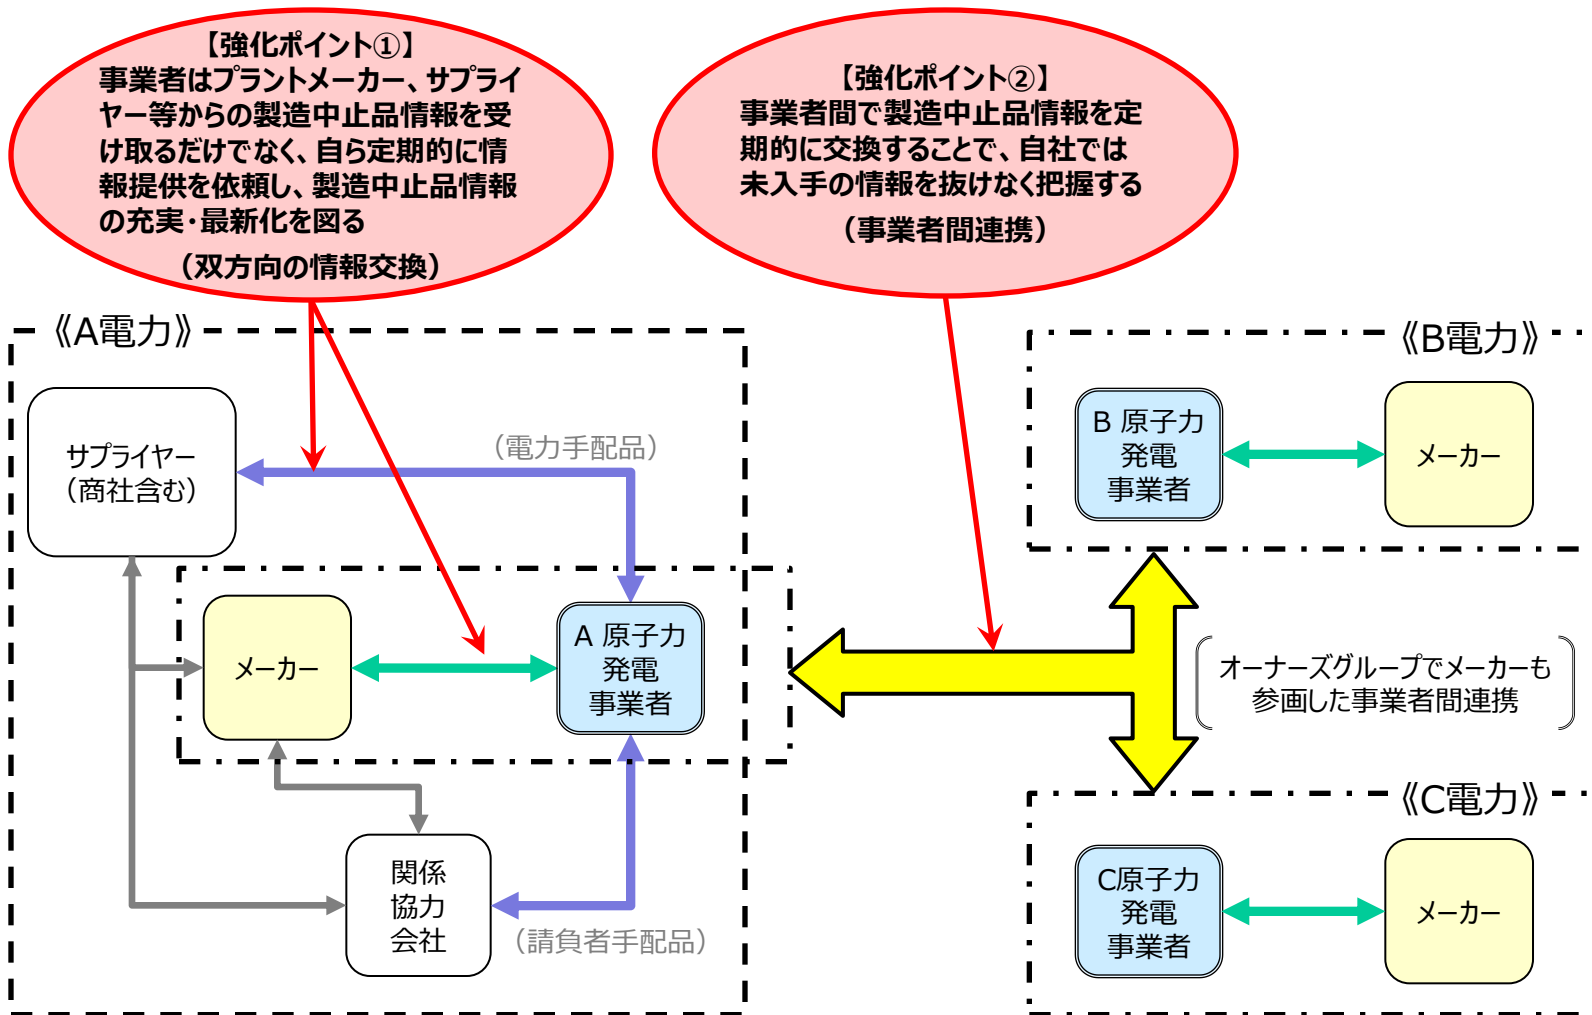 【強化ポイント①】
事業者はプラントメーカー、サプライ
ヤー等からの製造中止品情報を受
け取るだけでなく、自ら定期的に情
報提供を依頼し、製造中止品情報
の充実・最新化を図る
（双方向の情報交換）
【強化ポイント②】
事業者間で製造中止品情報を定
期的に交換することで、自社では
未入手の情報を抜けなく把握する
（事業者間連携）
《A電力》
サプライヤー
（商社含む）
（電力手配品）
メーカー
A 原子力
発電
事業者
関係
協力
会社
（請負者手配品）
《B電力》
B 原子力
発電
事業者
メーカー
オーナーズグループでメーカーも
参画した事業者間連携
《C電力》
C原子力
発電
事業者
メーカー